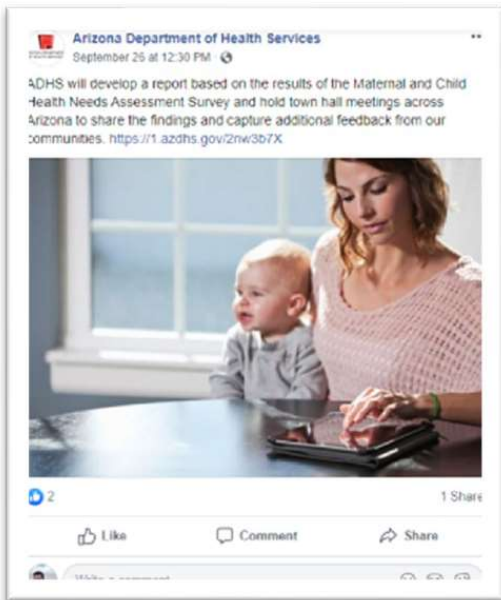 Arizona Department of Health Services
September 26 at 12:30 PM
ADHS will develop a report based on the results of the Maternal and Child
Health Needs Assessment Survey and hold town hall meetings across
Arizona to share the findings and capture additional feedback from our
communities. https://1.azdhs.gov/2nw3b7X
2
1 Share
Like
Comment
Share
Write a comment